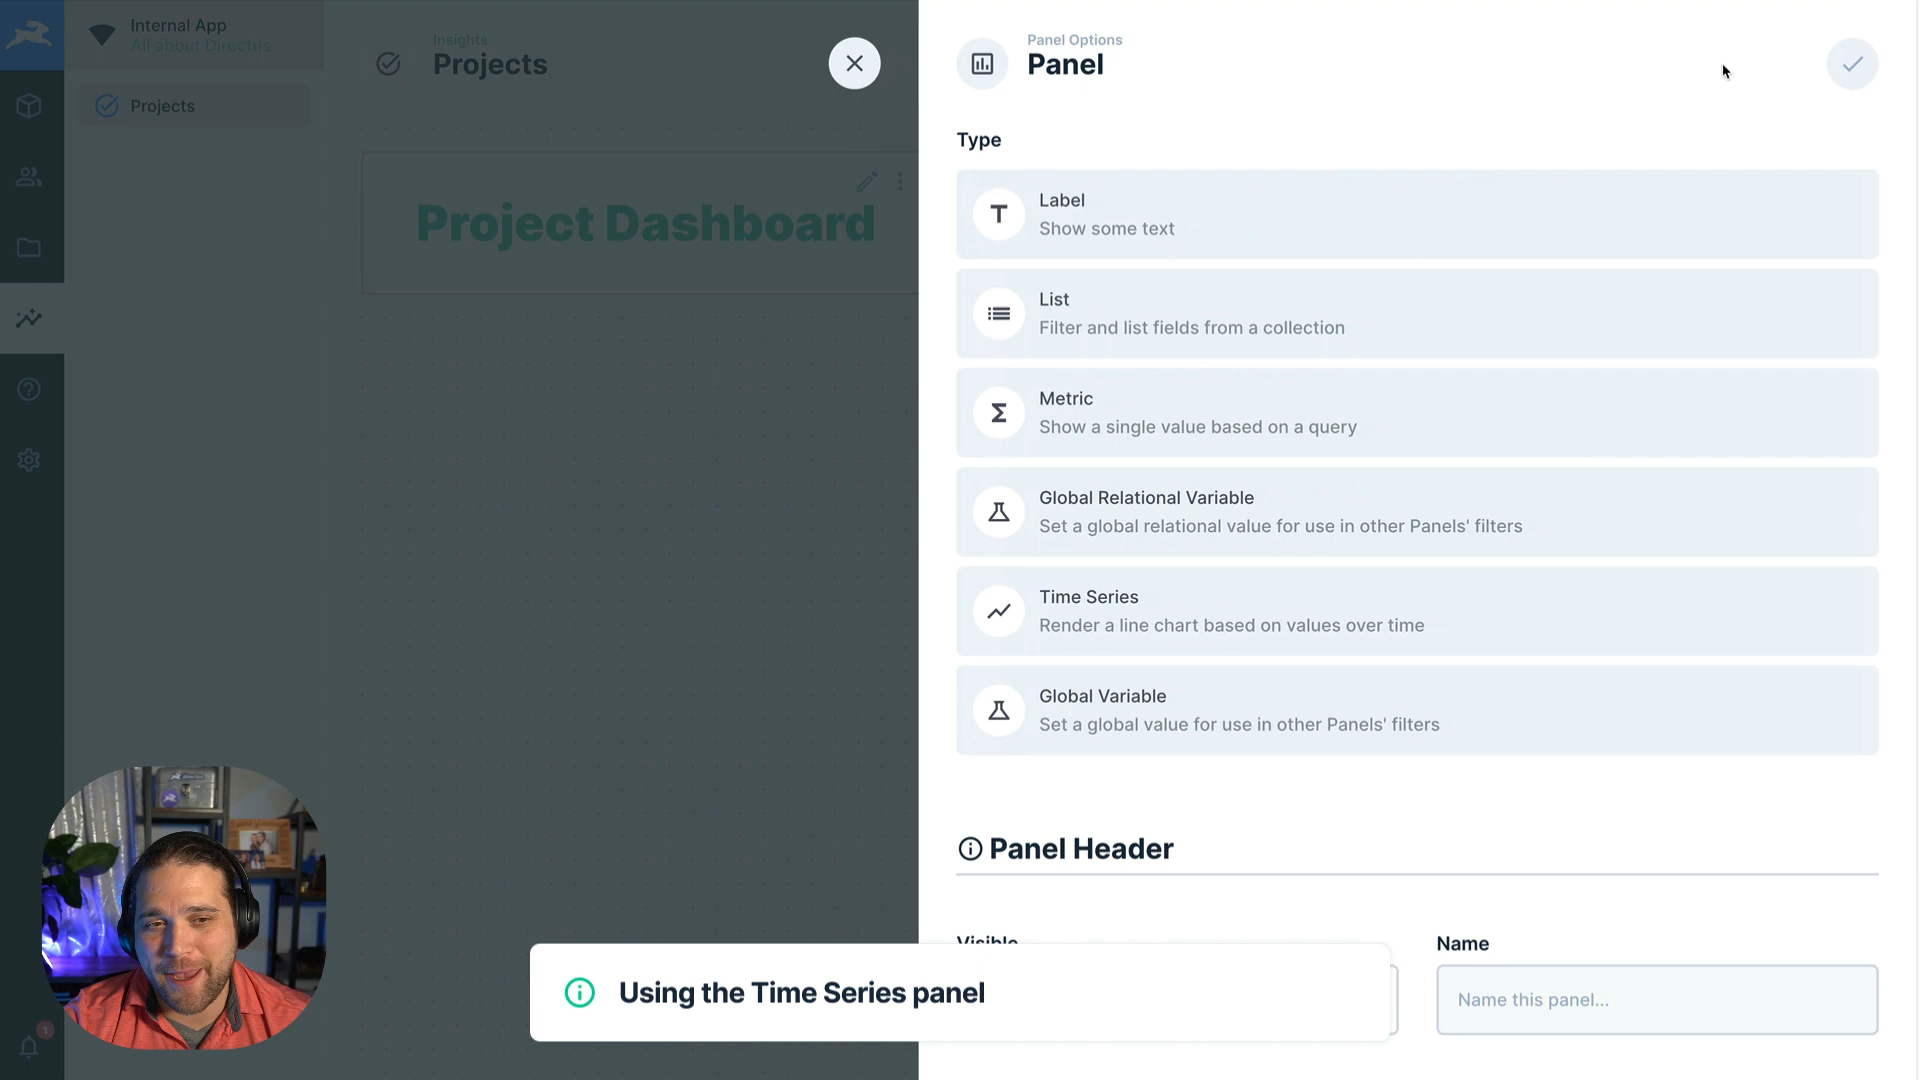 Internal App
All about Directus
Projects
Insights
Projects
Project Dashboard
Panel Options
Panel
Type
Label
Show some text
List
Filter and list fields from a collection
Metric
Show a single value based on a query
Global Relational Variable
Set a global relational value for use in other Panels' filters
Time Series
Render a line chart based on values over time
Global Variable
Set a global value for use in other Panels' filters
Panel Header
Visible
Name
Name this panel...
Using the Time Series panel
1